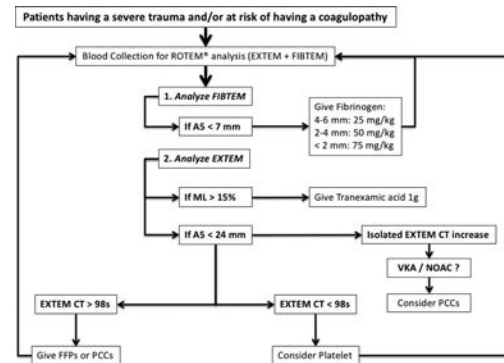 Patients having a severe trauma and/or at risk of having a coagulopathy
Blood Collection for ROTEM® analysis (EXTEM + FIBTEM)
1. Analyze FIBTEM
If A5 < 7 mm
Give Fibrinogen:
4-6 mm: 25 mg/kg
2-4 mm: 50 mg/kg
< 2 mm: 75 mg/kg
2. Analyze EXTEM
If ML > 15%
Give Tranexamic acid 1g
If A5 < 24 mm
Isolated EXTEM CT increase
VKA / NOAC ?
Consider PCCs
EXTEM CT > 98s
EXTEM CT < 98s
Give FFPs or PCCs
Consider Platelet